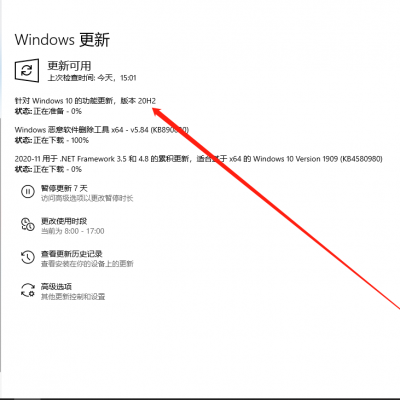 Windows 更新
更新可用
上次检查时间: 今天，15:01
针对 Windows 10 的功能更新，版本 20H2
状态: 正在准备 - 0%
Windows 恶意软件删除工具 x64 - v5.84 (KB890830)
状态: 正在下载 - 100%
2020-11 用于 .NET Framework 3.5 和 4.8 的累积更新，适合基于 x64 的 Windows 10 Version 1909 (KB4580980)
状态: 正在下载 - 0%
暂停更新 7 天
访问高级选项以更改暂停时长
更改使用时段
当前为 8:00 - 17:00
查看更新历史记录
查看安装在你的设备上的更新
高级选项
其他更新控制和设置